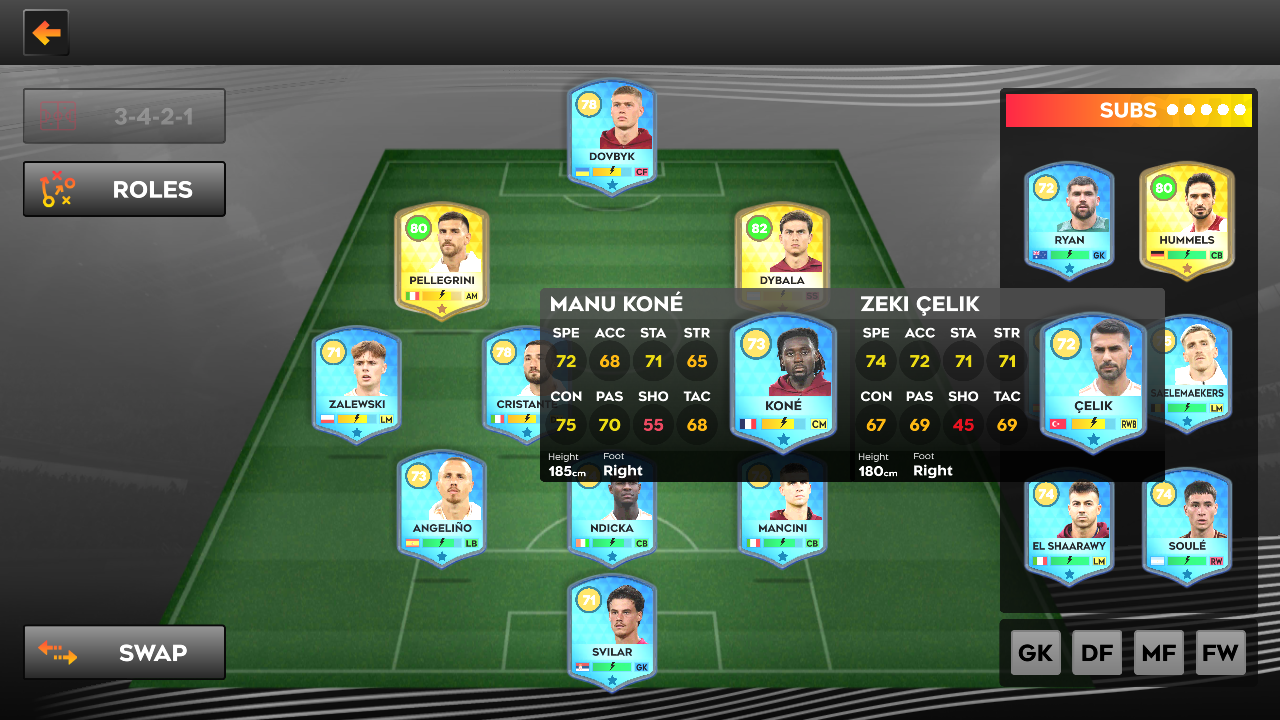 3-4-2-1
ROLES
SWAP
78
DOVBYK
CF
80
PELLEGRINI
AM
82
DYBALA
SS
71
ZALEWSKI
LM
78
CRISTANTE
73
ANGELIÑO
LB
NDICKA
CB
MANCINI
CB
71
SVILAR
GK
MANU KONÉ
SPE ACC STA STR
72 68 71 65
CON PAS SHO TAC
75 70 55 68
Height Foot
185cm Right
73
KONÉ
CM
ZEKI ÇELIK
SPE ACC STA STR
74 72 71 71
CON PAS SHO TAC
67 69 45 69
Height Foot
180cm Right
72
ÇELIK
RWB
SUBS
72
RYAN
GK
80
HUMMELS
CB
SAELEMAEKERS
LM
74
EL SHAARAWY
LM
74
SOULÉ
RW
GK DF MF FW